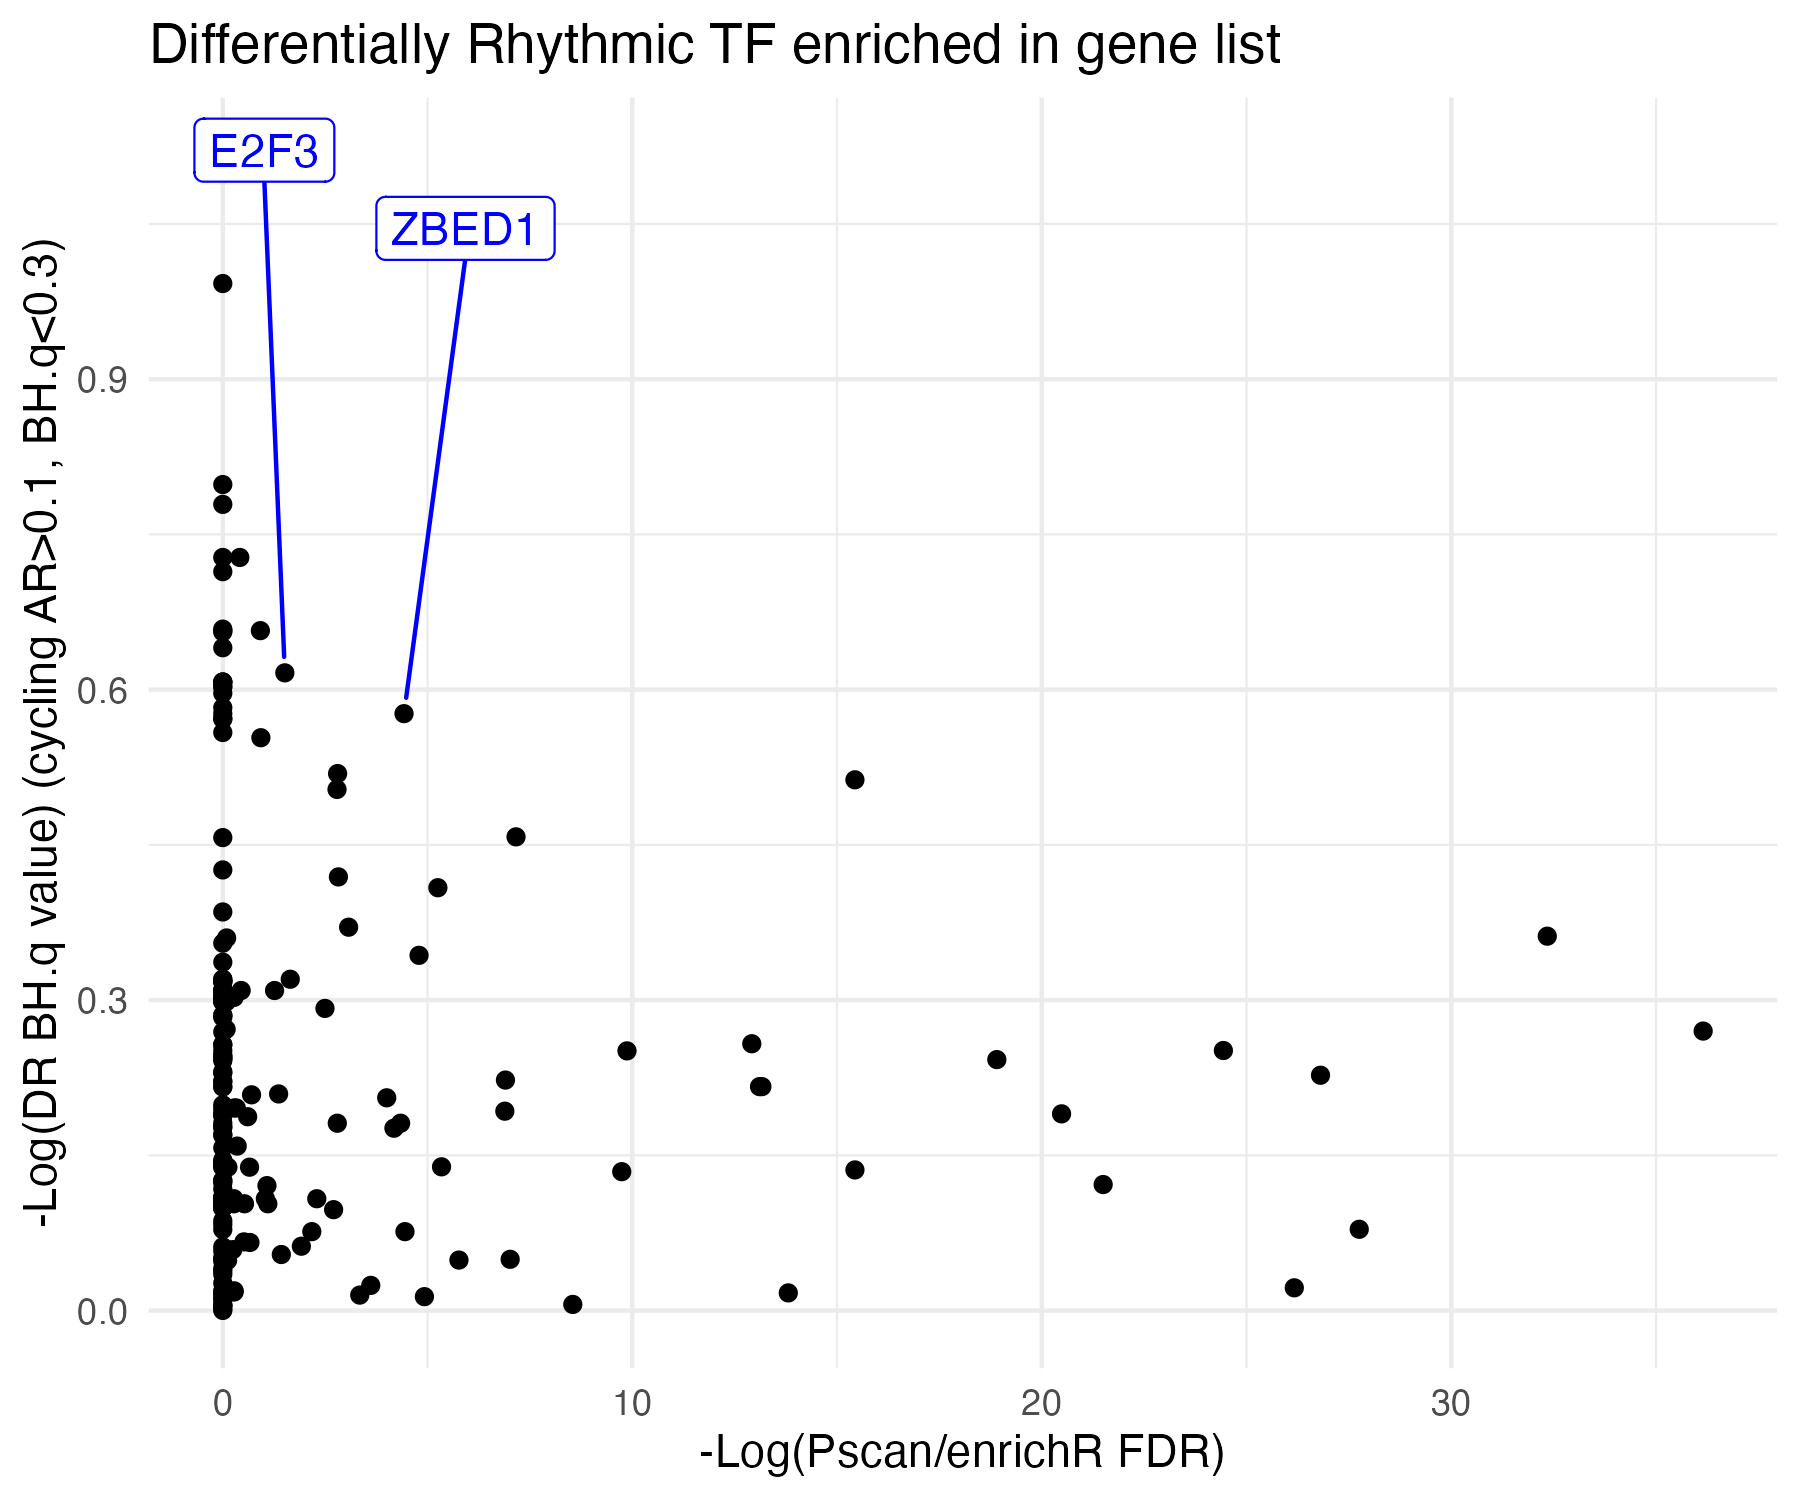 Differentially Rhythmic TF enriched in gene list
E2F3
ZBED1
-Log(DR BH.q value) (cycling AR>0.1, BH.q<0.3)
0.9
0.6
0.3
0.0
0
10
20
30
-Log(Pscan/enrichR FDR)